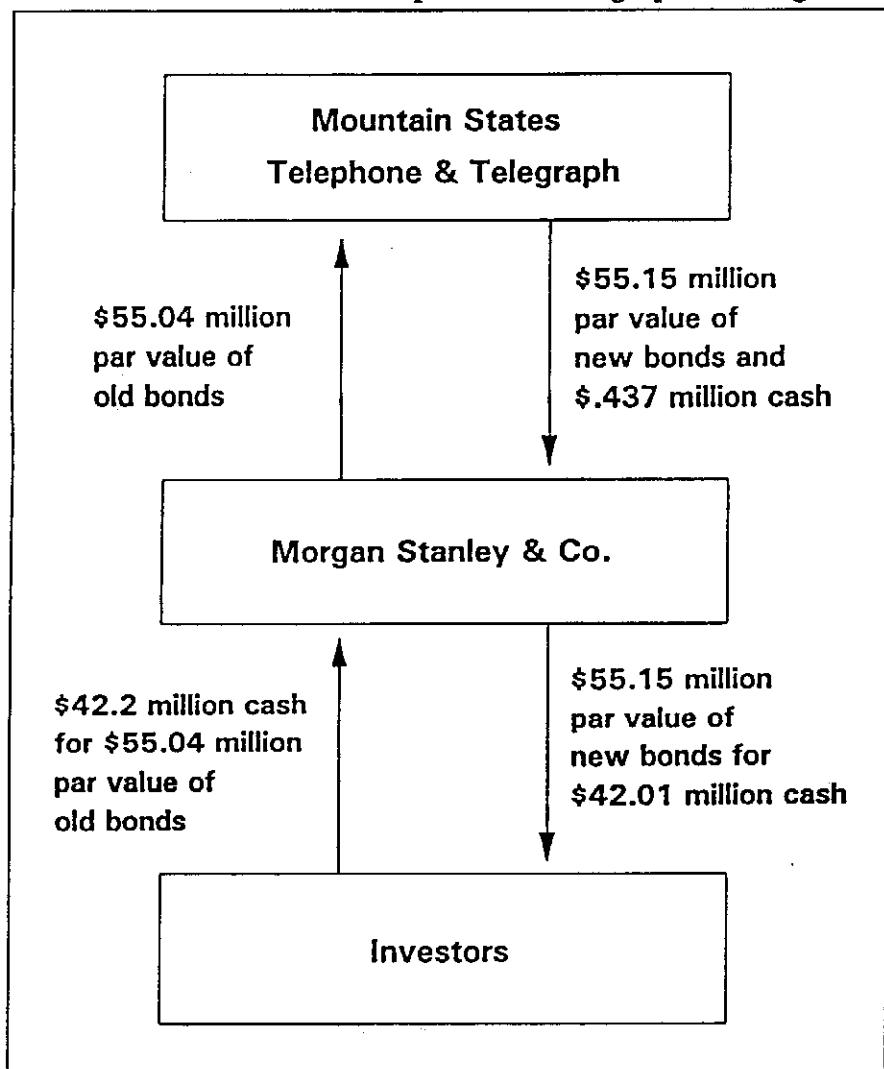 Mountain States
Telephone & Telegraph
$55.04 million
par value of
old bonds
$55.15 million
par value of
new bonds and
$.437 million cash
Morgan Stanley & Co.
$42.2 million cash
for $55.04 million
par value of
old bonds
$55.15 million
par value of
new bonds for
$42.01 million cash
Investors